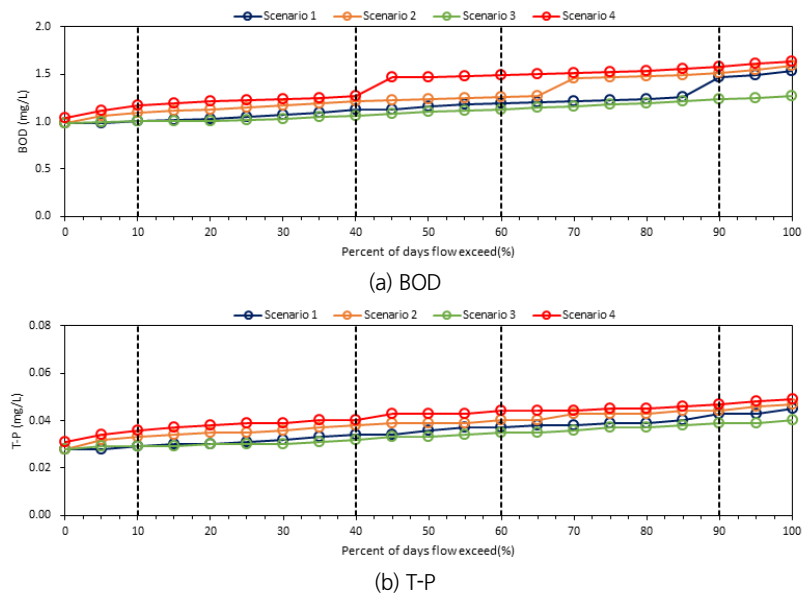 Scenario 1 Scenario 2 Scenario 3 Scenario 4
2.0
1.5
1.0
0.5
0.0
BOD (mg/L)
0 10 20 30 40 50 60 70 80 90 100
Percent of days flow exceed(%)
(a) BOD
Scenario 1 Scenario 2 Scenario 3 Scenario 4
0.08
0.06
0.04
0.02
0.00
T-P (mg/L)
0 10 20 30 40 50 60 70 80 90 100
Percent of days flow exceed(%)
(b) T-P